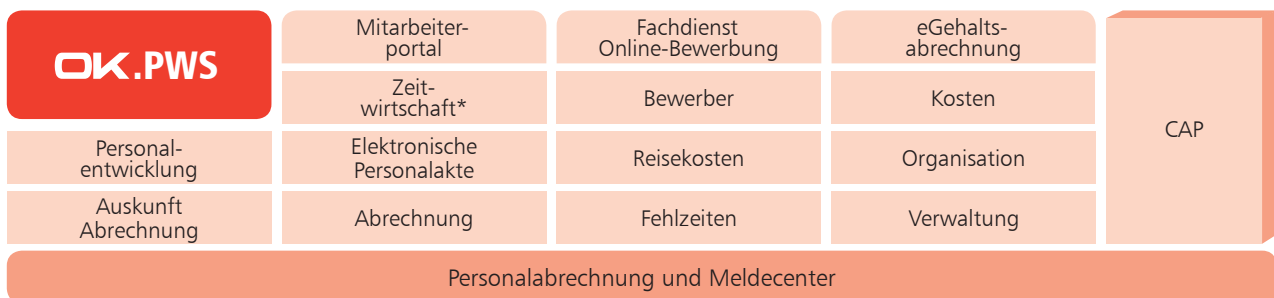 OK.PWS
Mitarbeiter-
portal
Fachdienst
Online-Bewerbung
eGehalts-
abrechnung
CAP
Zeit-
wirtschaft*
Bewerber
Kosten
Personal-
entwicklung
Elektronische
Personalakte
Reisekosten
Organisation
Auskunft
Abrechnung
Abrechnung
Fehlzeiten
Verwaltung
Personalabrechnung und Meldecenter